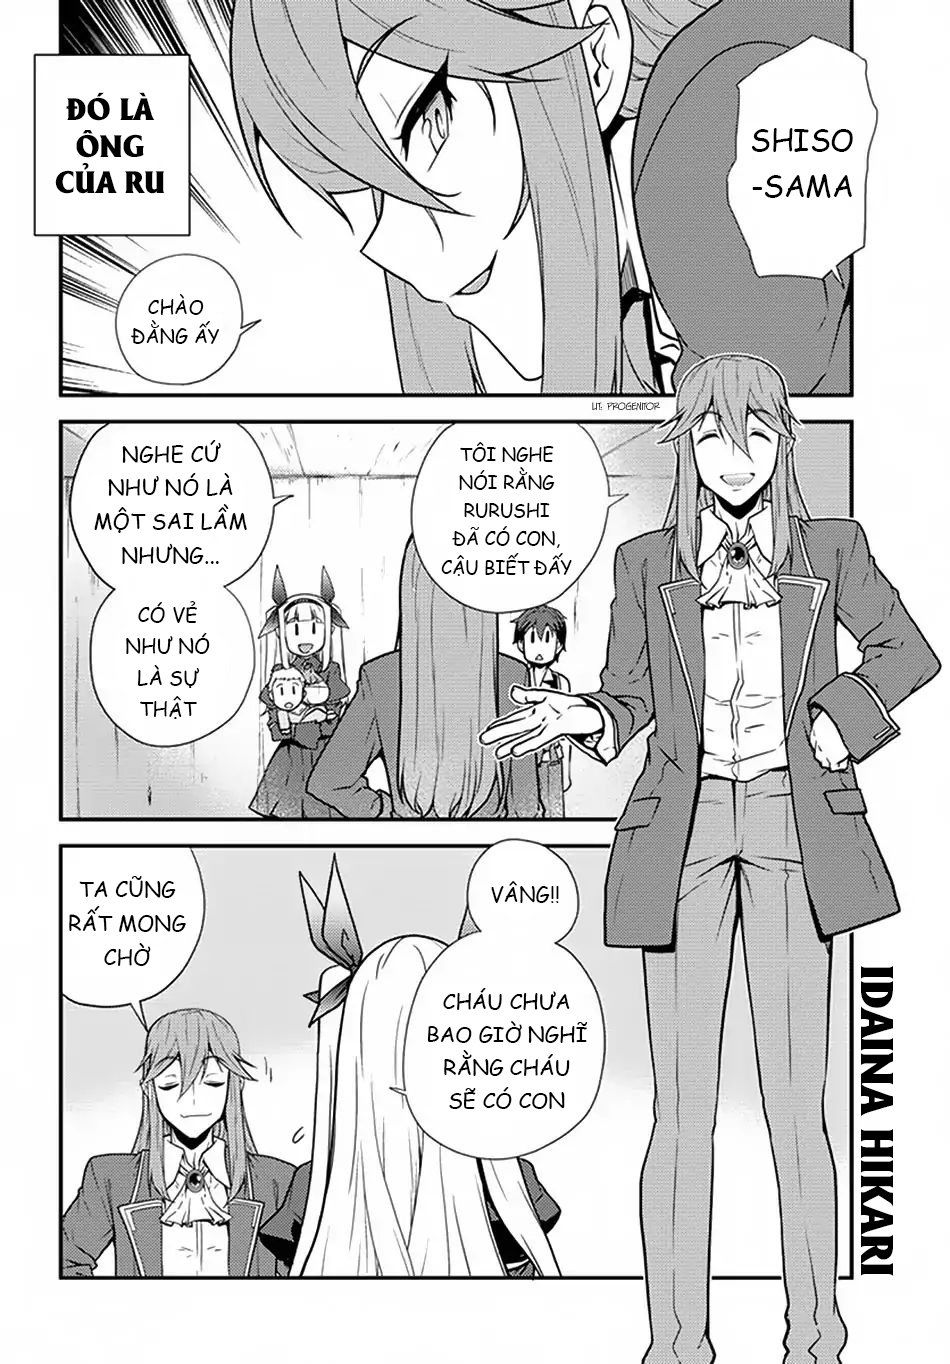 SHISO
-SAMA
ĐÓ LÀ
ÔNG
CỦA RU
CHÀO
ĐẰNG ẤY
LIT: PROGENITOR
TÔI NGHE
NÓI RẰNG
RURUSHI
ĐÃ CÓ CON,
CẬU BIẾT ĐẤY
NGHE CỨ
NHƯ NÓ LÀ
MỘT SAI LẦM
NHƯNG...
CÓ VẺ
NHƯ NÓ
LÀ SỰ
THẬT
IDAINA HIKARI
VÂNG!!
CHÁU CHƯA
BAO GIỜ NGHĨ
RẰNG CHÁU
SẼ CÓ CON
TA CŨNG
RẤT MONG
CHỜ